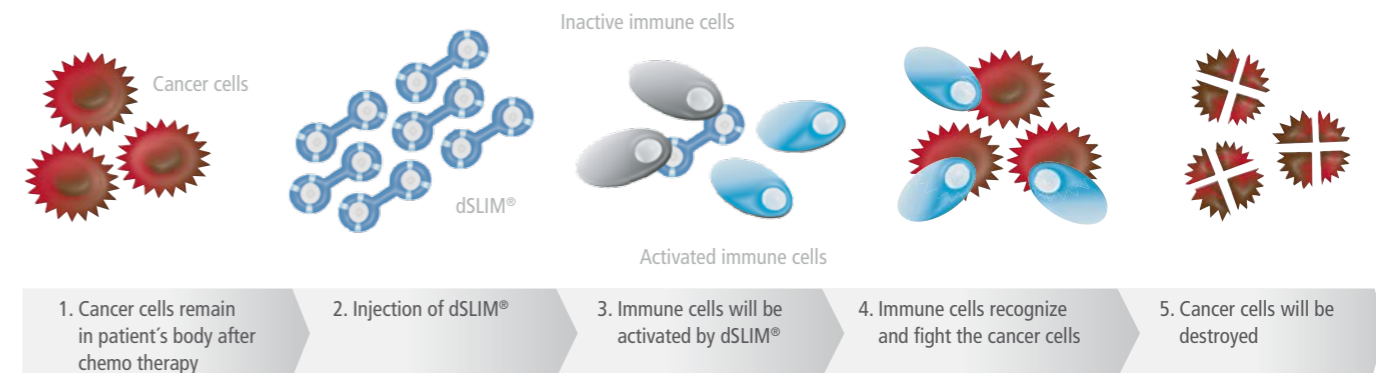 Inactive immune cells
Cancer cells
dSLIM®
Activated immune cells
1. Cancer cells remain
in patient´s body after
chemo therapy
2. Injection of dSLIM®
3. Immune cells will be
activated by dSLIM®
4. Immune cells recognize
and fight the cancer cells
5. Cancer cells will be
destroyed